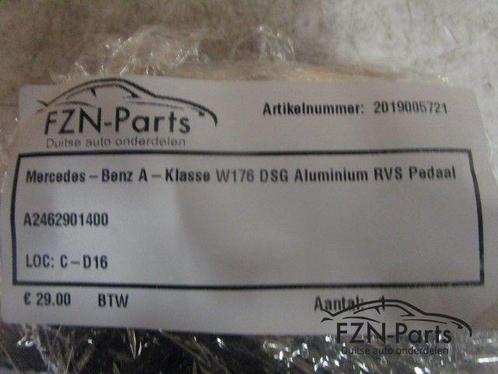 FZN-Parts
Duitse auto onderdelen
Artikelnummer: 2019005721
Mercedes-Benz A-Klasse W176 DSG Aluminium RVS Pedaal
A2462901400
LOC: C-D16
€ 29.00 BTW
Aantal: 1
FZN-Parts
Duitse auto onderdelen